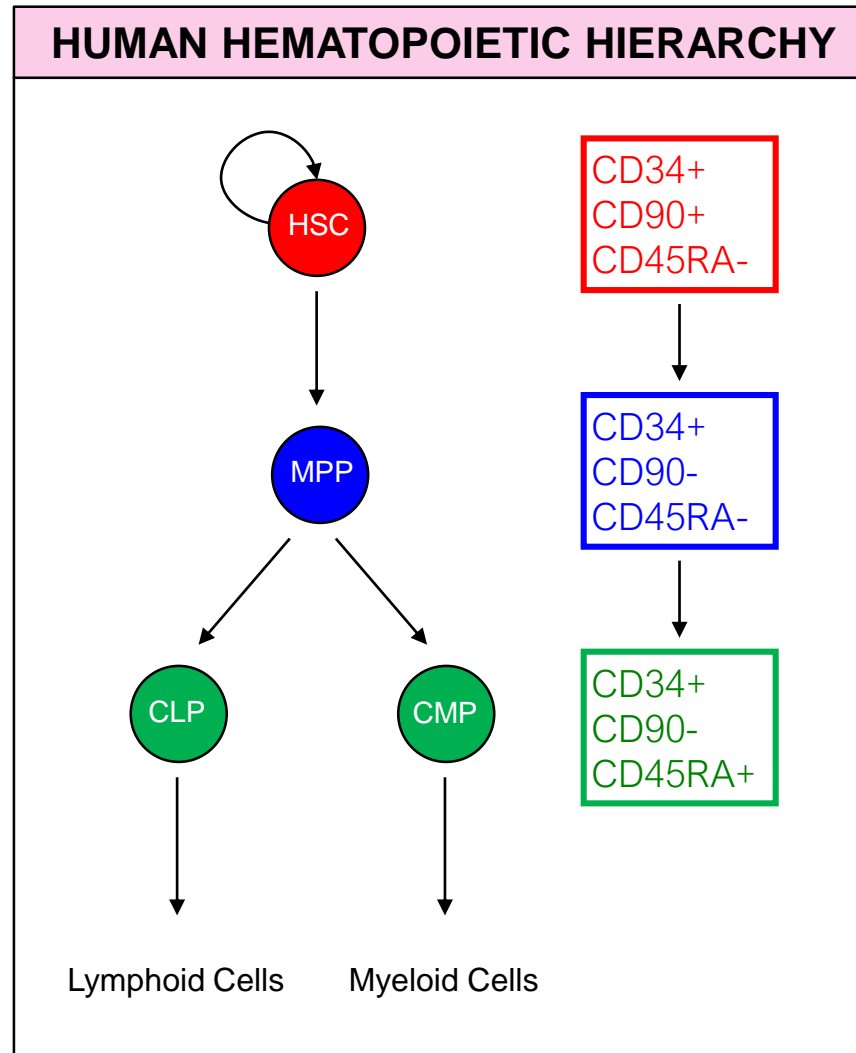 HUMAN HEMATOPOIETIC HIERARCHY
HSC
CD34+
CD90+
CD45RA-
MPP
CD34+
CD90-
CD45RA-
CLP
CMP
CD34+
CD90-
CD45RA+
Lymphoid Cells
Myeloid Cells